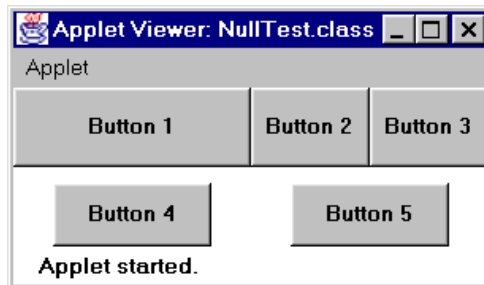 Applet Viewer: NullTest.class
Applet
Button 1 Button 2 Button 3
Button 4 Button 5
Applet started.